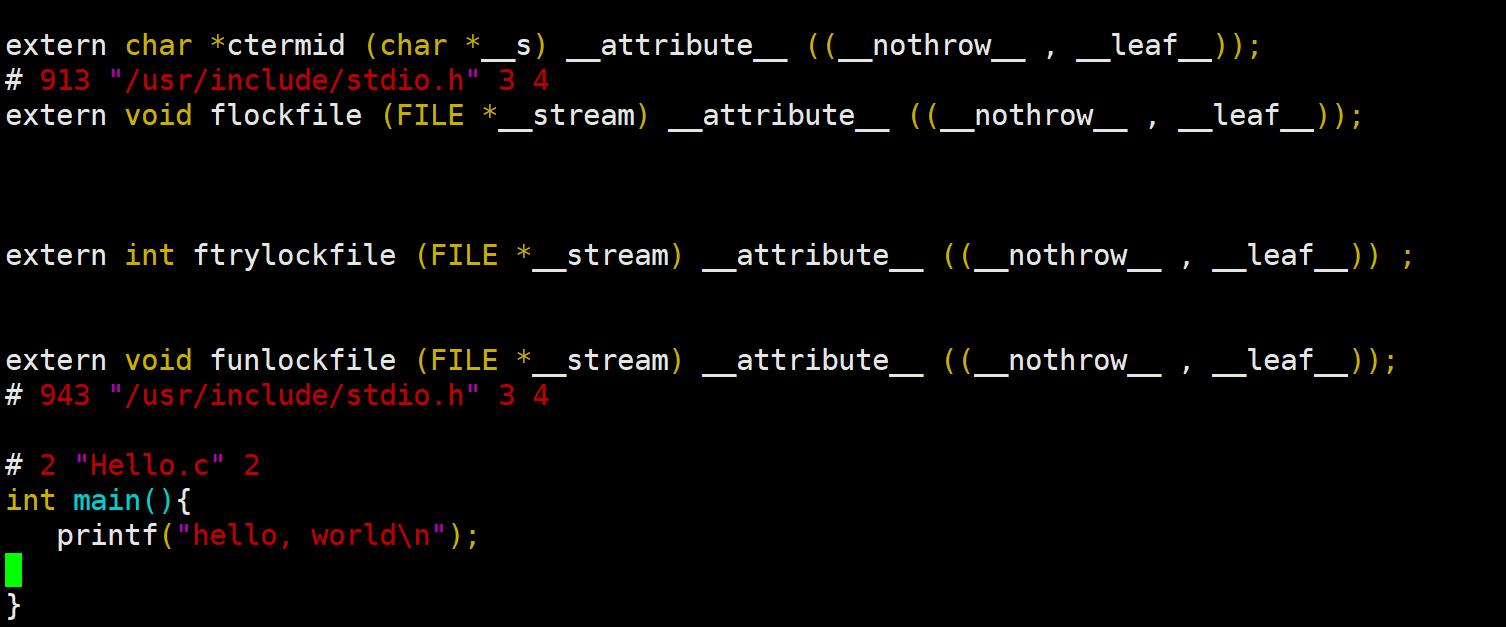 extern char *ctermid (char *__s) __attribute__ ((__nothrow__ , __leaf__));
# 913 "/usr/include/stdio.h" 3 4
extern void flockfile (FILE *__stream) __attribute__ ((__nothrow__ , __leaf__));
extern int ftrylockfile (FILE *__stream) __attribute__ ((__nothrow__ , __leaf__)) ;
extern void funlockfile (FILE *__stream) __attribute__ ((__nothrow__ , __leaf__));
# 943 "/usr/include/stdio.h" 3 4
# 2 "Hello.c" 2
int main(){
   printf("hello, world\n");
}